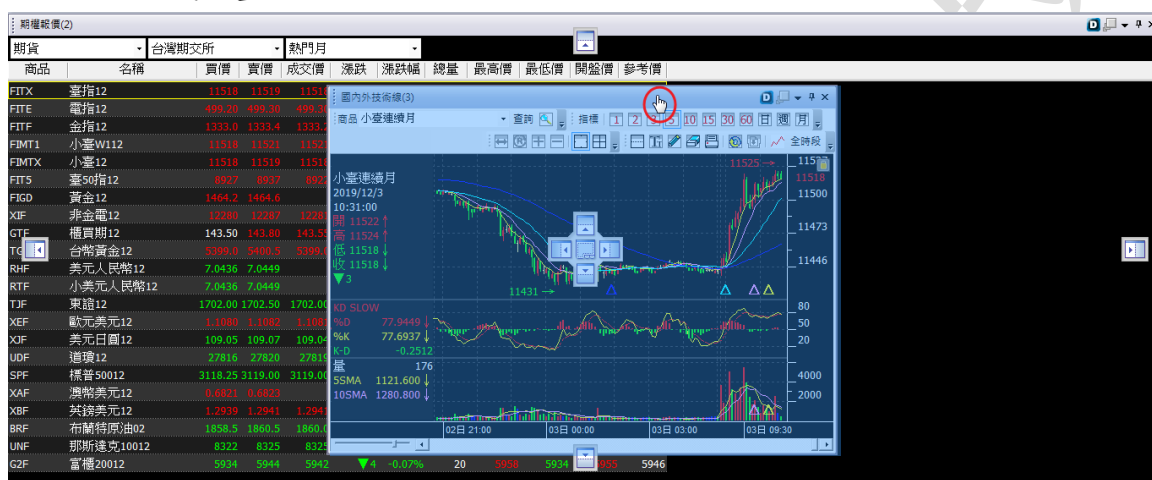 期權報價(2)
期貨 台灣期交所 熱門月
商品 名稱 買價 賣價 成交價 漲跌 漲跌幅 總量 最高價 最低價 開盤價 參考價
FITX 臺指12 11518 11519 11518
FITE 電指12 499.20 499.30
FITF 金指12 1333.0 1333.4
FIMT1 小臺W112 11518 11521
FIMTX 小臺12 11518 11519
FIT5 臺50指12 8927 8937
FIGD 黃金12 1464.2 1464.6
XIF 非金電12 12280 12287
GTF 櫃買期12 143.50 143.80
台幣黃金12 5399.0 5400.5
RHF 美元人民幣12 7.0436 7.0449
RTF 小美元人民幣12 7.0436 7.0449
TJF 東證12 1702.00 1702.50 1702.00
XEF 歐元美元12 1.1080 1.1082
XJF 美元日圓12 109.05 109.07 109.04
UDF 道瓊12 27816 27820 27819
SPF 標普50012 3118.25 3119.00 3119.00
XAF 澳幣美元12 0.6821 0.6823
XBF 英鎊美元12 1.2939 1.2941
BRF 布蘭特原油02 1858.5 1860.5 1860.0
UNF 那斯達克10012 8322 8325 8325
G2F 富櫃20012 5934 5944 5942 ▼4 -0.07% 20 5958 5934 5955 5946
國內外技術線(3)
商品 小臺連續月 查詢 指標 1 2 3 5 10 15 30 60 日 週 月
全時段
小臺連續月
2019/12/3
10:31:00
開 11522↑
高 11524↑
低 11518↓
收 11518↓
▼3
11525→
11518
11500
11473
11446
11431→
KD SLOW
%D 77.9449↓
%K 77.6937↓
K-D -0.2512
80
50
20
量 176
5SMA 1121.600↓
10SMA 1280.800↓
4000
2000
02日 21:00 03日 00:00 03日 03:00 03日 09:30